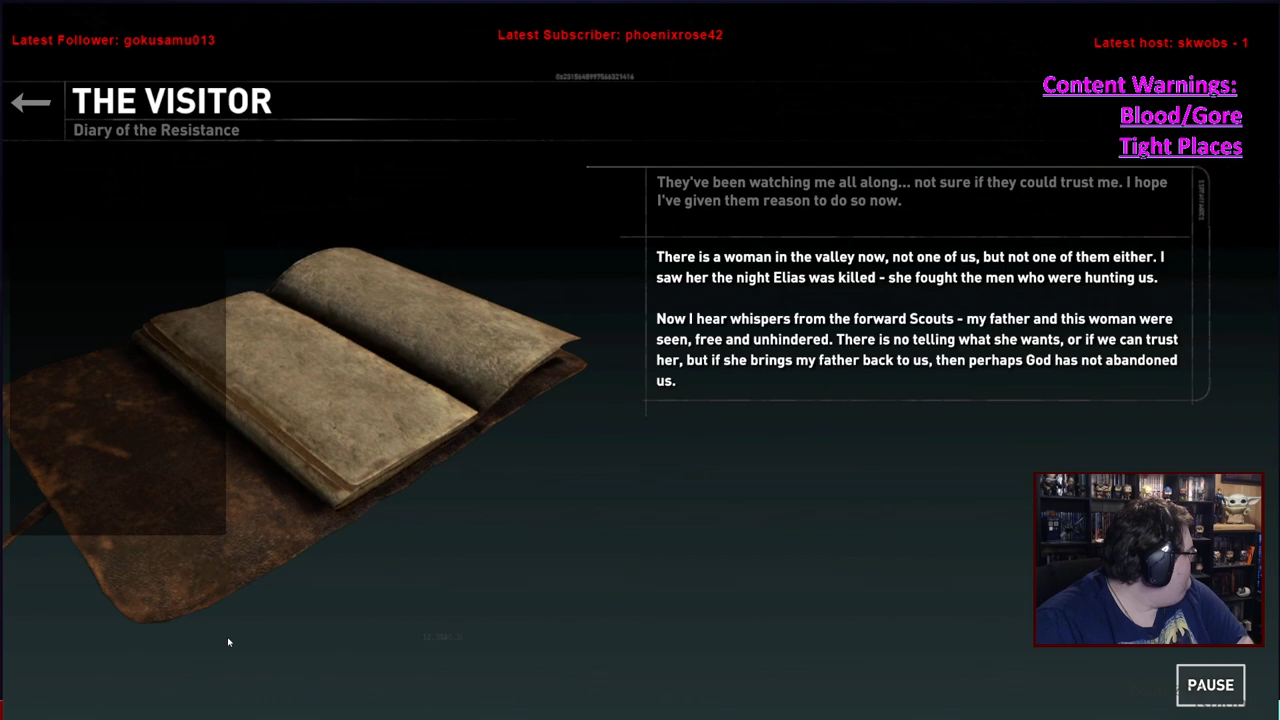 Latest Follower: gokusamu013
Latest Subscriber: phoenixrose42
Latest host: skwobs - 1
Content Warnings:
Blood/Gore
Tight Places
THE VISITOR
Diary of the Resistance
They've been watching me all along... not sure if they could trust me. I hope
I've given them reason to do so now.
There is a woman in the valley now, not one of us, but not one of them either. I
saw her the night Elias was killed - she fought the men who were hunting us.
Now I hear whispers from the forward Scouts - my father and this woman were
seen, free and unhindered. There is no telling what she wants, or if we can trust
her, but if she brings my father back to us, then perhaps God has not abandoned
us.
PAUSE